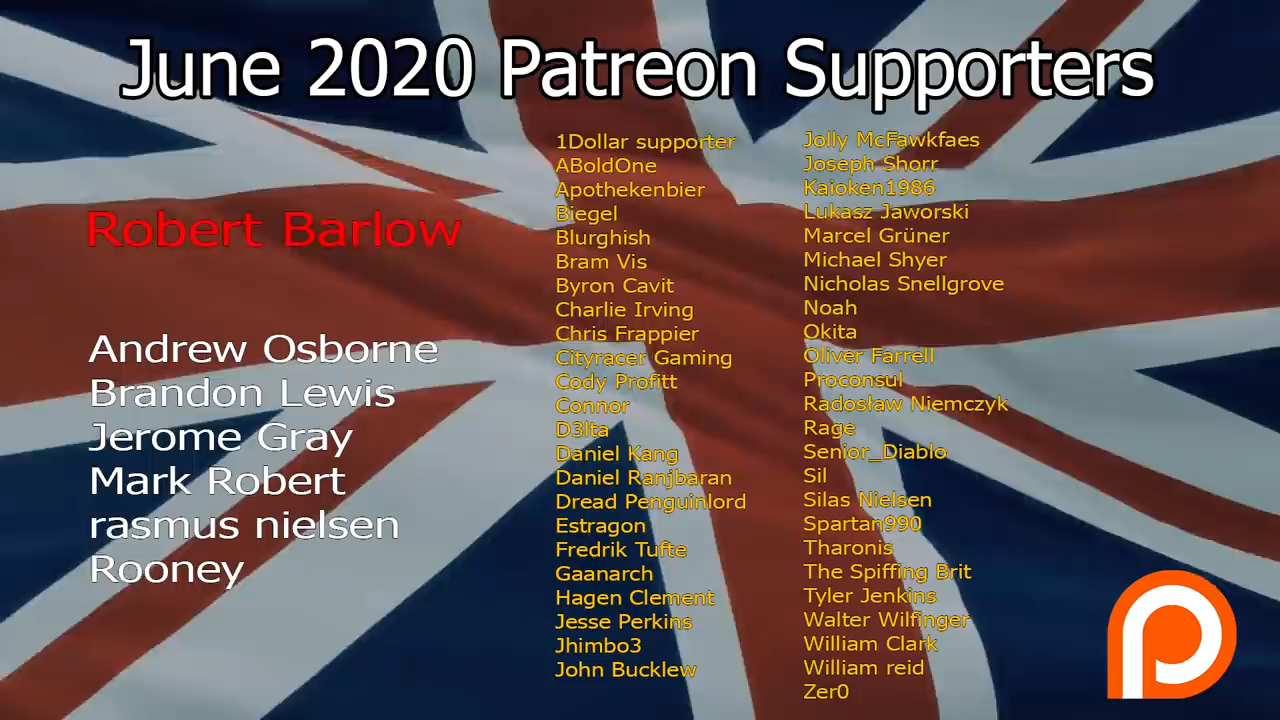 June 2020 Patreon Supporters
Robert Barlow
Andrew Osborne
Brandon Lewis
Jerome Gray
Mark Robert
rasmus nielsen
Rooney
1Dollar supporter
ABoldOne
Apothekenbier
Biegel
Blurghish
Bram Vis
Byron Cavit
Charlie Irving
Chris Frappier
Cityracer Gaming
Cody Profitt
Connor
D3lta
Daniel Kang
Daniel Ranjbaran
Dread Penguinlord
Estragon
Fredrik Tufte
Gaanarch
Hagen Clement
Jesse Perkins
Jhimbo3
John Bucklew
Jolly McFawkfaes
Joseph Shorr
Kaioken1986
Lukasz Jaworski
Marcel Grüner
Michael Shyer
Nicholas Snellgrove
Noah
Okita
Oliver Farrell
Proconsul
Radosław Niemczyk
Rage
Senior_Diablo
Sil
Silas Nielsen
Spartan990
Tharonis
The Spiffing Brit
Tyler Jenkins
Walter Wilfinger
William Clark
William reid
Zer0